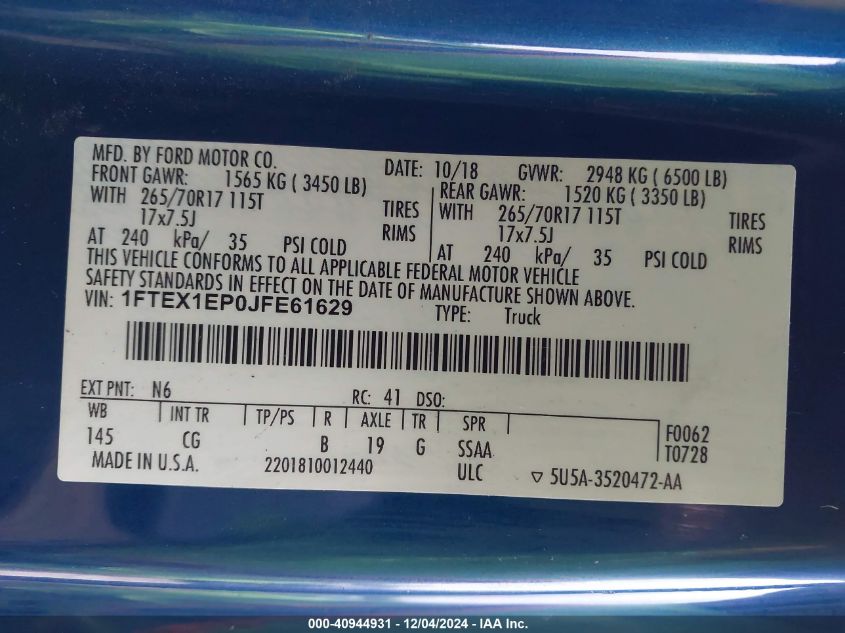 MFD. BY FORD MOTOR CO. DATE: 10/18 GVWR: 2948 KG ( 6500 LB)
FRONT GAWR: 1565 KG ( 3450 LB) REAR GAWR: 1520 KG ( 3350 LB)
WITH 265/70R17 115T TIRES WITH 265/70R17 115T TIRES
17x7.5J RIMS 17x7.5J RIMS
AT 240 kPa/ 35 PSI COLD AT 240 kPa/ 35 PSI COLD
THIS VEHICLE CONFORMS TO ALL APPLICABLE FEDERAL MOTOR VEHICLE
SAFETY STANDARDS IN EFFECT ON THE DATE OF MANUFACTURE SHOWN ABOVE.
VIN: 1FTEX1EP0JFE61629 TYPE: Truck
EXT PNT: N6 RC: 41 DSO:
WB INT TR TP/PS R AXLE TR SPR F0062
145 CG B 19 G SSAA T0728
MADE IN U.S.A. 2201810012440 ULC ▽ 5U5A-3520472-AA
000-40944931 - 12/04/2024 - IAA Inc.